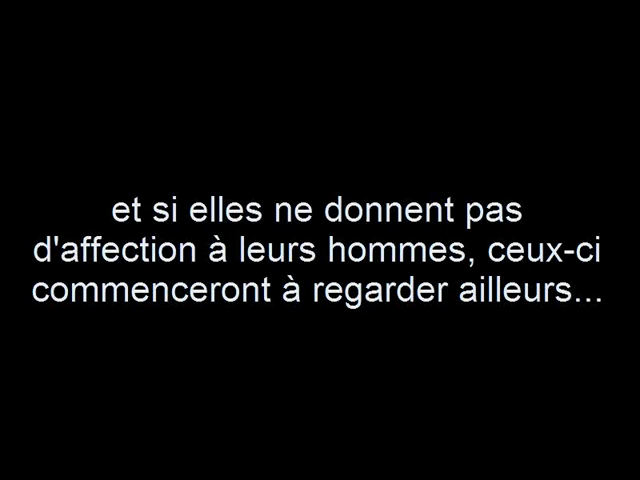 et si elles ne donnent pas
d'affection à leurs hommes, ceux-ci
commenceront à regarder ailleurs...